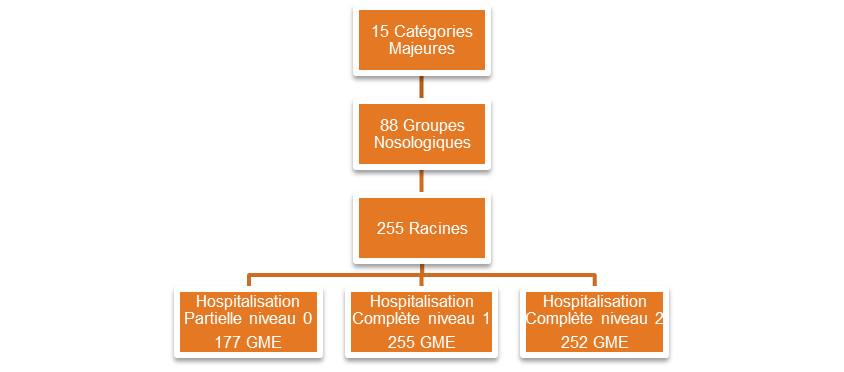 15 Catégories
Majeures
88 Groupes
Nosologiques
255 Racines
Hospitalisation
Partielle niveau 0
177 GME
Hospitalisation
Complète niveau 1
255 GME
Hospitalisation
Complète niveau 2
252 GME